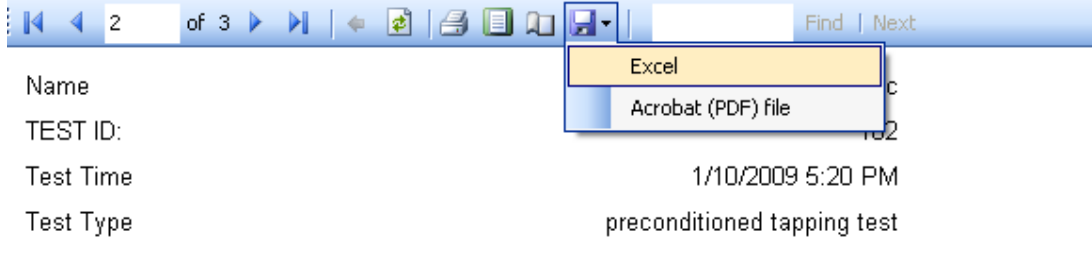 2 of 3 Find | Next
Excel
Acrobat (PDF) file
Name c
TEST ID:
Test Time 1/10/2009 5:20 PM
Test Type preconditioned tapping test